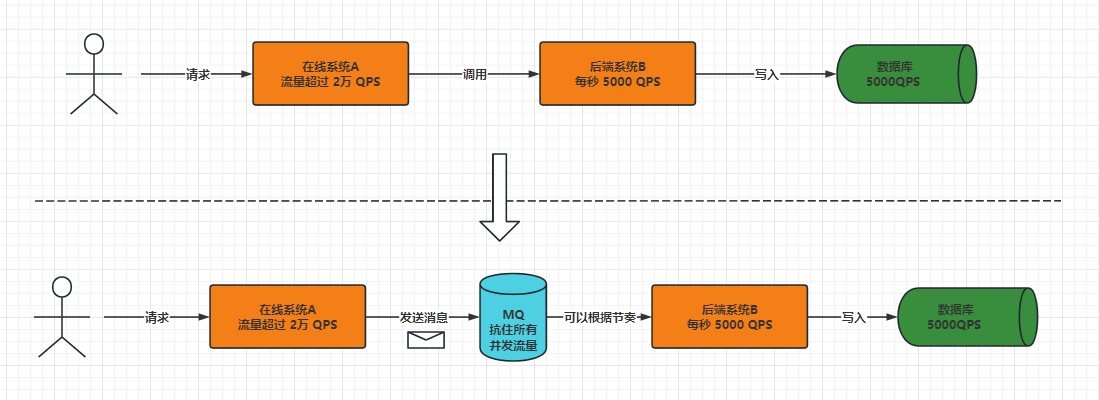 请求
在线系统A
流量超过 2万 QPS
调用
后端系统B
每秒 5000 QPS
写入
数据库
5000QPS
请求
在线系统A
流量超过 2万 QPS
发送消息
MQ
抗住所有
并发流量
可以根据节奏
后端系统B
每秒 5000 QPS
写入
数据库
5000QPS